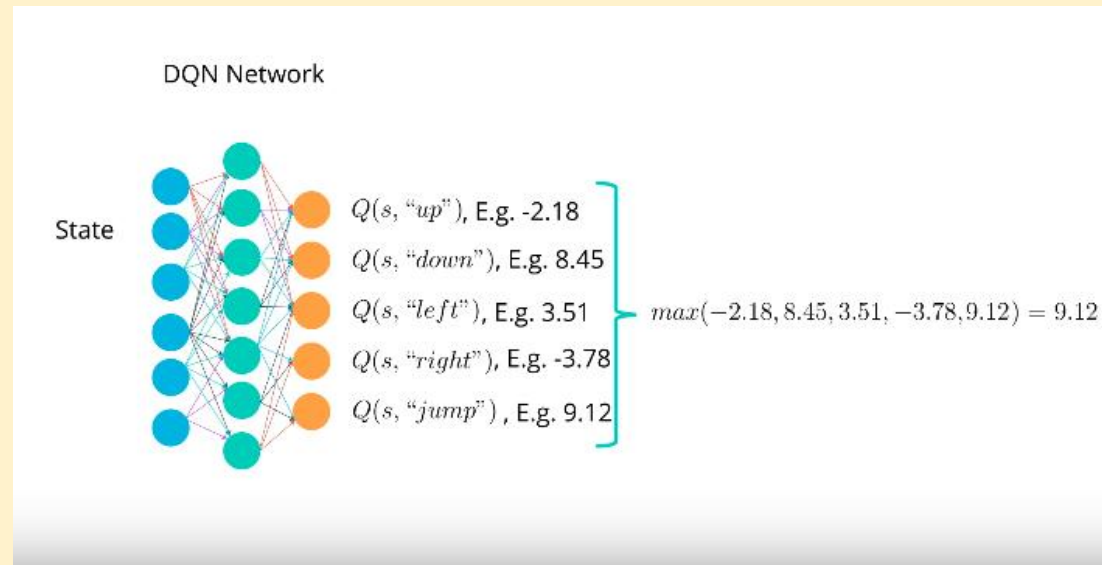 DQN Network
State
Q(s, “up”), E.g. -2.18
Q(s, “down”), E.g. 8.45
Q(s, “left”), E.g. 3.51
Q(s, “right”), E.g. -3.78
Q(s, “jump”) , E.g. 9.12
max(−2.18, 8.45, 3.51, −3.78, 9.12) = 9.12